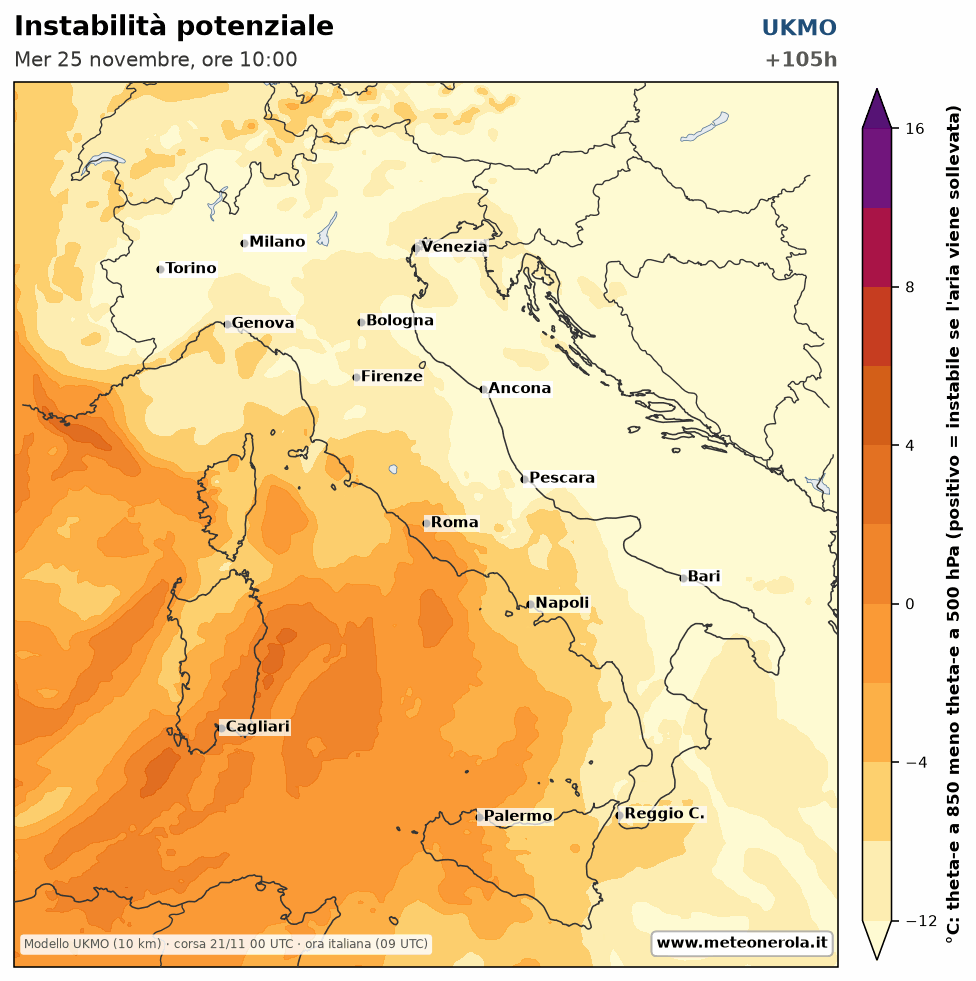 Instabilità potenziale
UKMO
Mer 25 novembre, ore 10:00
+105h
Milano
Venezia
Torino
Genova
Bologna
Firenze
Ancona
Pescara
Roma
Bari
Napoli
Cagliari
Palermo
Reggio C.
Modello UKMO (10 km) · corsa 21/11 00 UTC · ora italiana (09 UTC)
www.meteonerola.it
16
8
4
0
−4
−12
°C: theta-e a 850 meno theta-e a 500 hPa (positivo = instabile se l'aria viene sollevata)